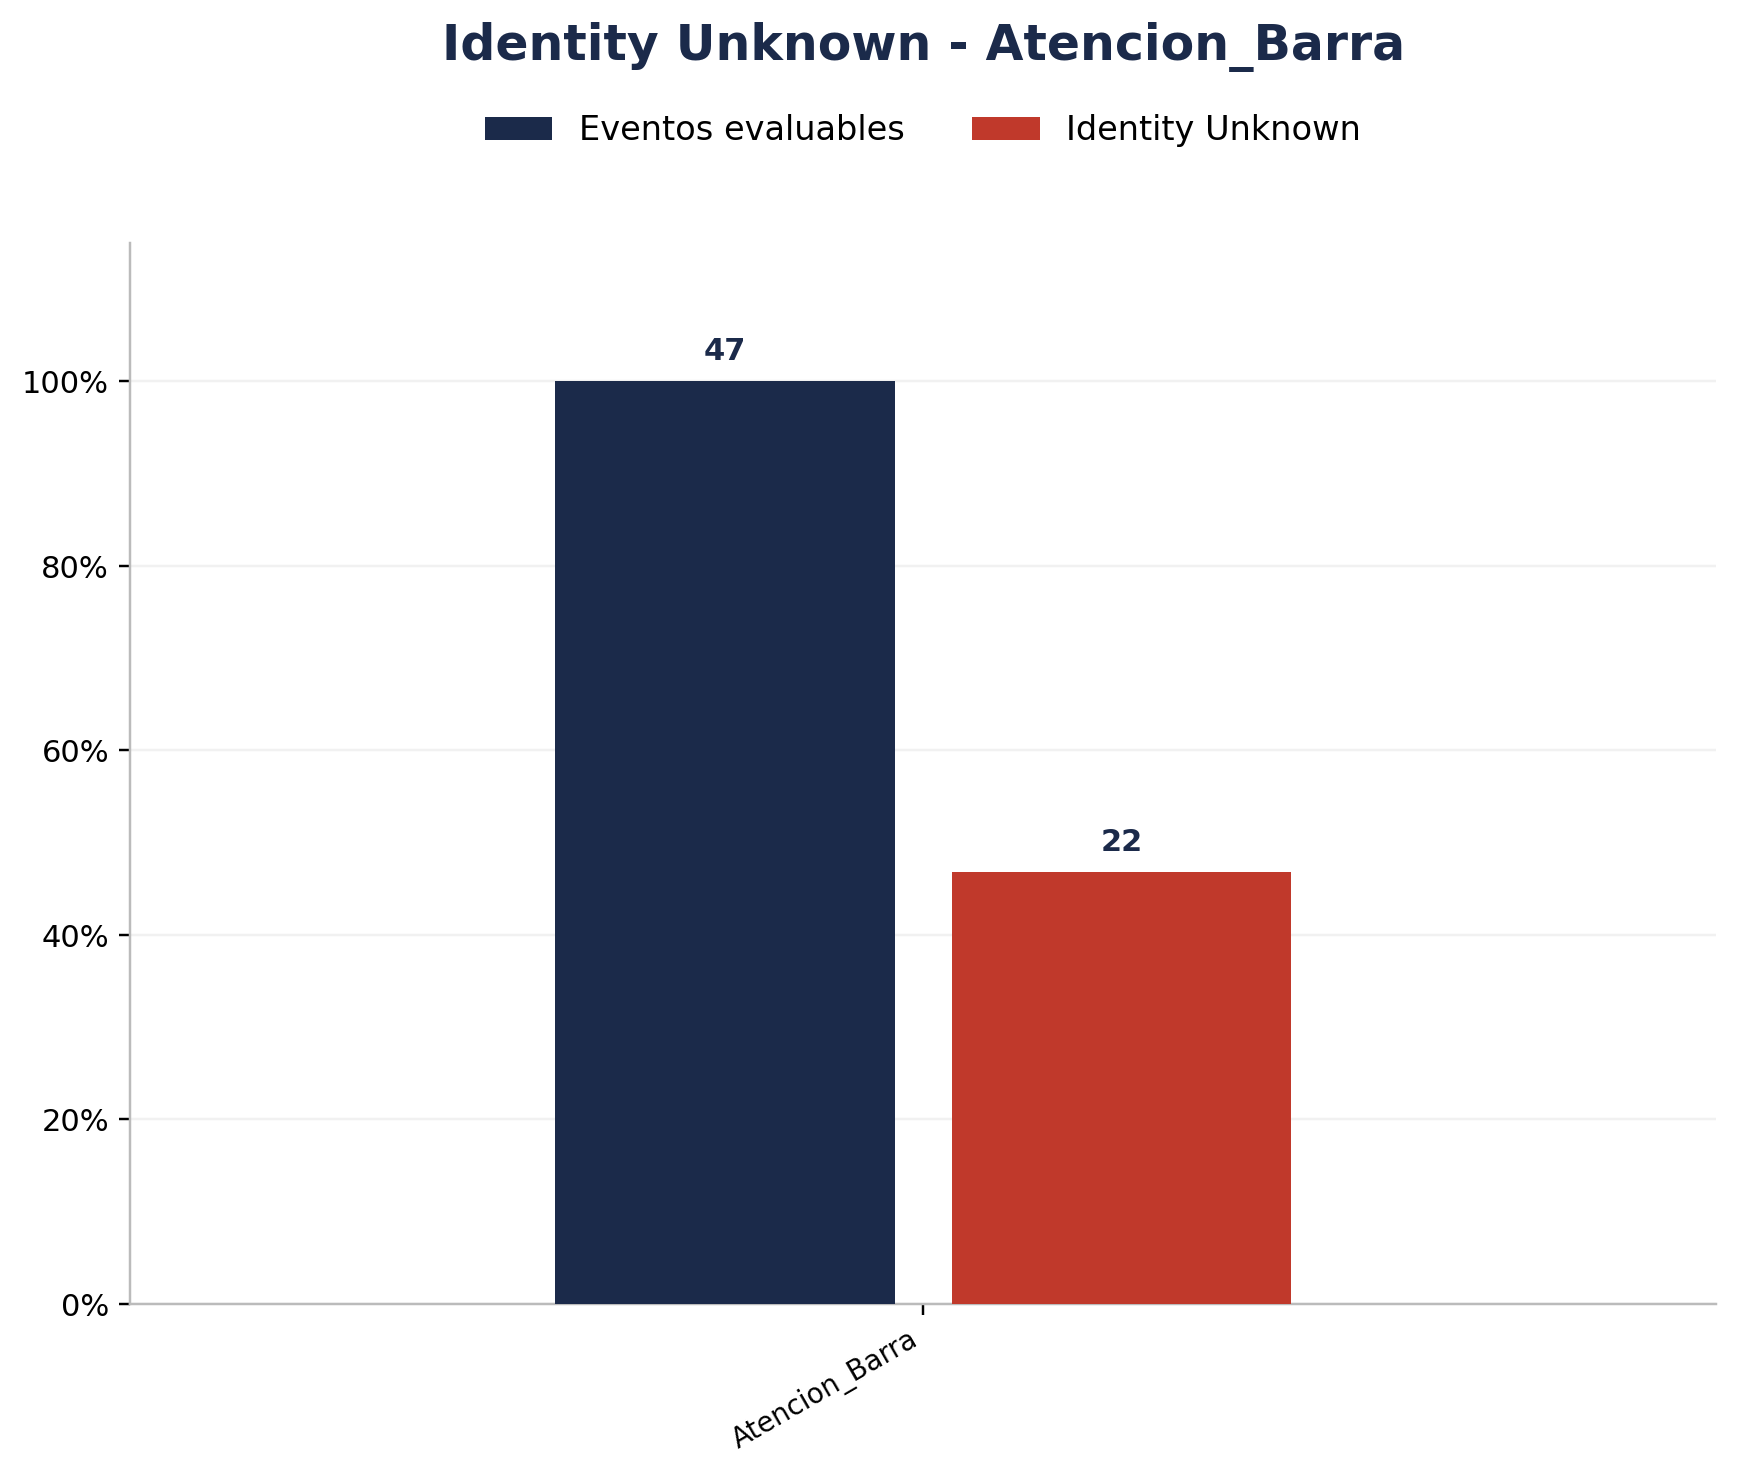 Identity Unknown - Atencion_Barra
Eventos evaluables
Identity Unknown
47
100%
80%
60%
22
40%
20%
0%
Atencion_Barra